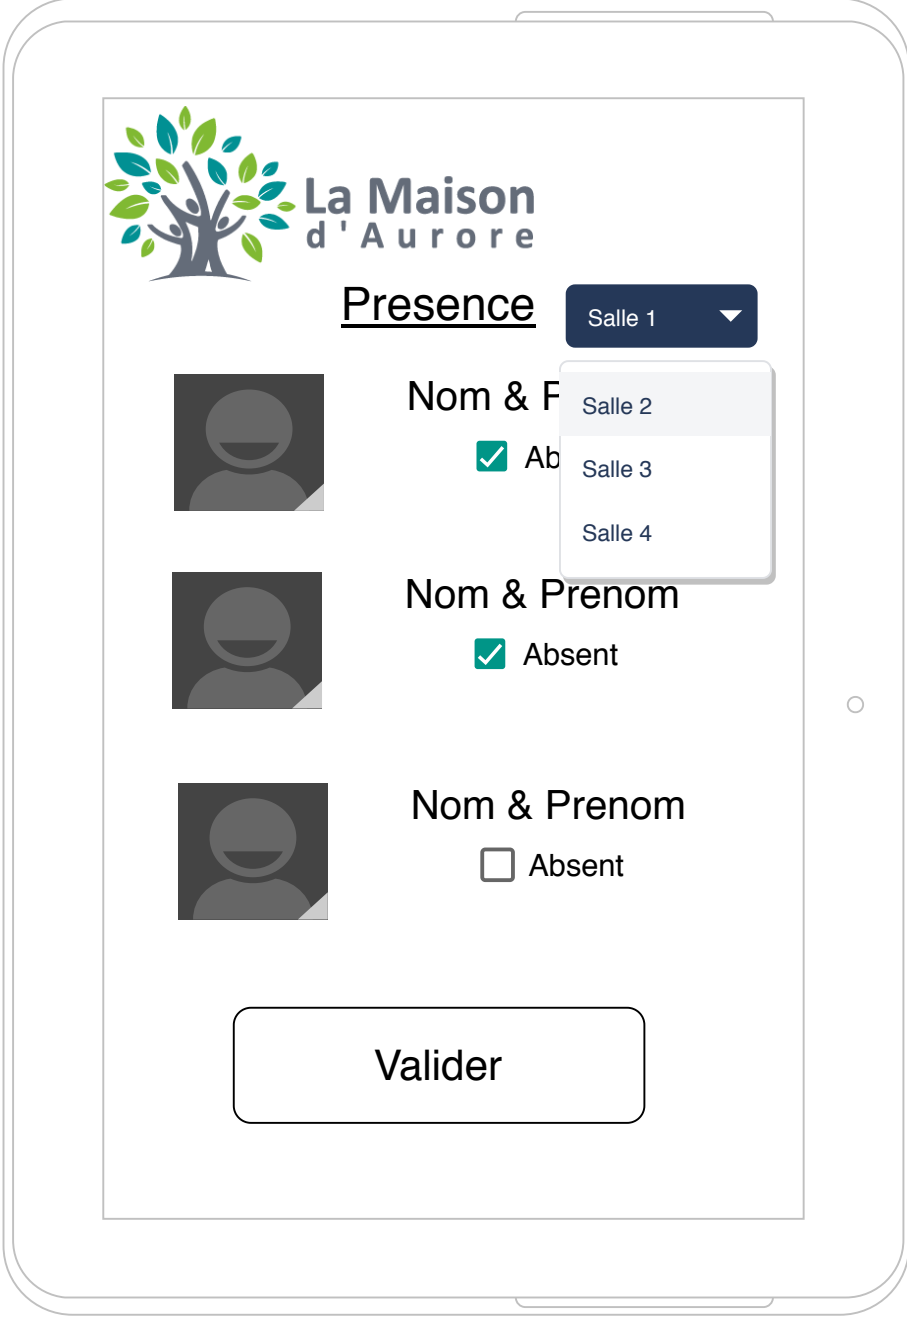 La Maison
d'Aurore
Presence
Salle 1
Nom &
Salle 2
Ab
Salle 3
Salle 4
Nom & Prenom
Absent
Nom & Prenom
Absent
Valider